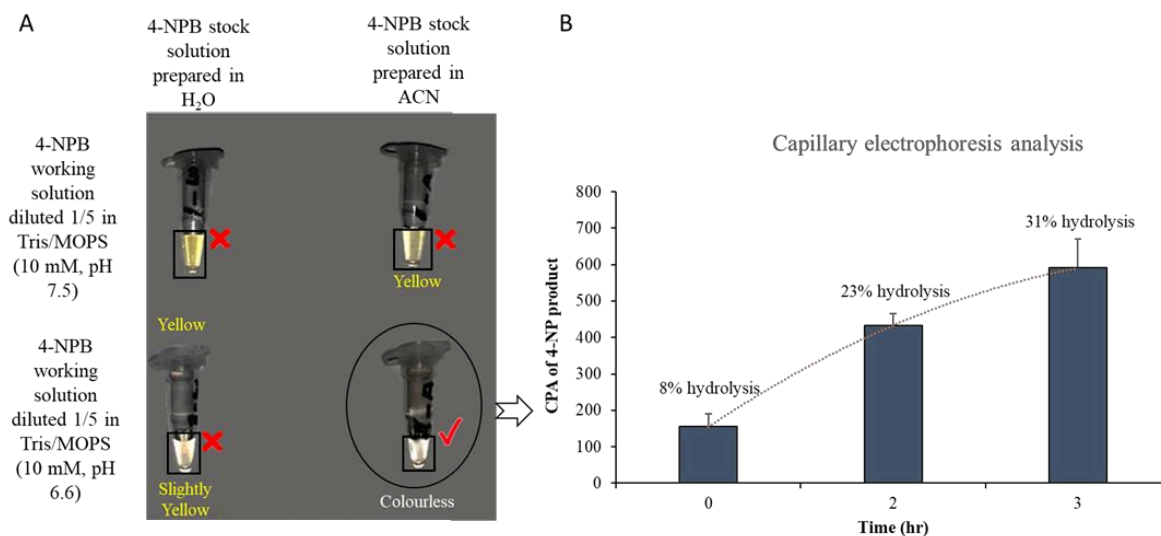 A
4-NPB stock
solution
prepared in
H₂O
4-NPB stock
solution
prepared in
ACN
4-NPB
working
solution
diluted 1/5 in
Tris/MOPS
(10 mM, pH
7.5)
Yellow
Yellow
4-NPB
working
solution
diluted 1/5 in
Tris/MOPS
(10 mM, pH
6.6)
Slightly
Yellow
Colourless
B
Capillary electrophoresis analysis
CPA of 4-NP product
800
700
600
500
400
300
200
100
0
8% hydrolysis
23% hydrolysis
31% hydrolysis
0
2
3
Time (hr)